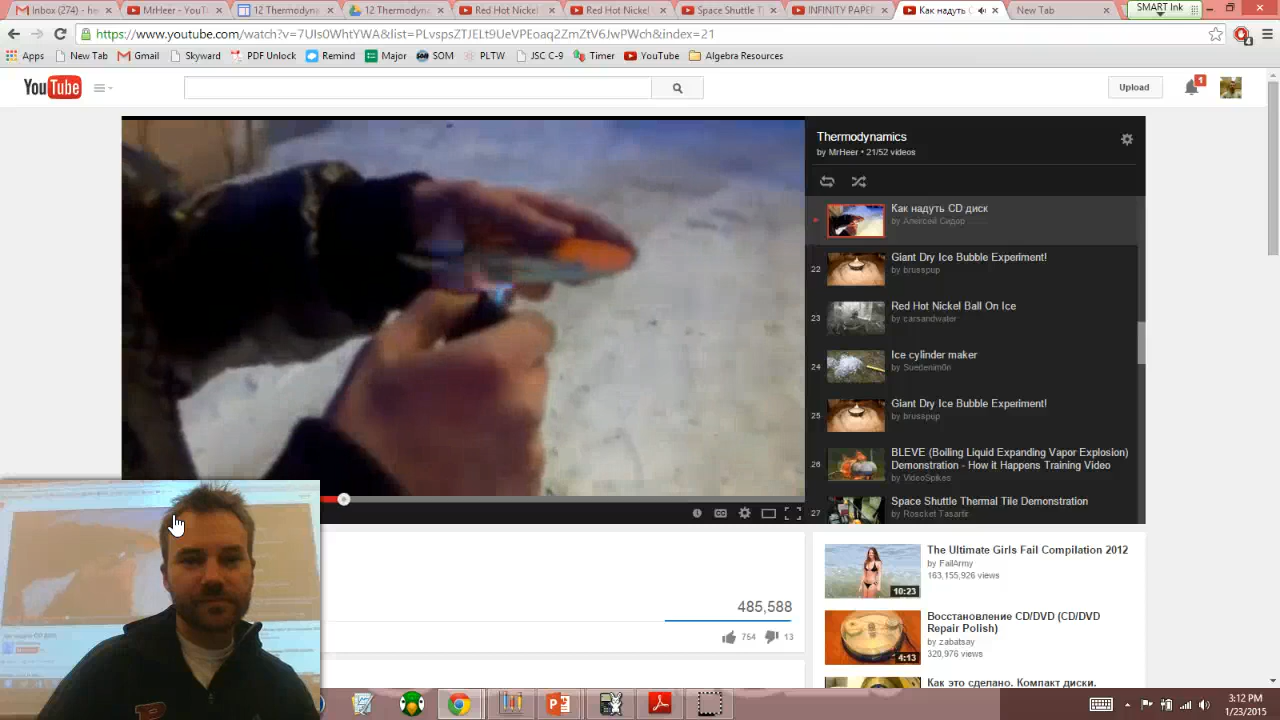 Inbox (274) - ec
MrHeer - YouT
12 Thermodyne
12 Thermodyn
Red Hot Nickel
Red Hot Nickel
Space Shuttle T
INFINITY PAPER
Как надуть C
New Tab
SMART Ink
https://www.youtube.com/watch?v=7Uls0WhtYWA&list=PLvpsZTJELt9UeVPEoaq2ZmZtV6JwPWch&index=21
Apps
New Tab
Gmail
Skyward
PDF Unlock
Remind
Major
SOM
PLTW
JSC C-9
Timer
YouTube
Algebra Resources
YouTube
Upload
1
Thermodynamics
by MrHeer • 21/52 videos
Как надуть CD диск
by Алексей Сидор
22
Giant Dry Ice Bubble Experiment!
by brusspup
23
Red Hot Nickel Ball On Ice
by carsandwater
24
Ice cylinder maker
by Suedenim0n
25
Giant Dry Ice Bubble Experiment!
by brusspup
26
BLEVE (Boiling Liquid Expanding Vapor Explosion)
Demonstration - How it Happens Training Video
by VideoSpikes
27
Space Shuttle Thermal Tile Demonstration
by Roscket Tasartir
485,588
754
13
The Ultimate Girls Fail Compilation 2012
by FailArmy
163,155,926 views
10:23
Восстановление CD/DVD (CD/DVD
Repair Polish)
by zabatsay
320,976 views
4:13
Как это сделано. Компакт диски.
3:12 PM
1/23/2015